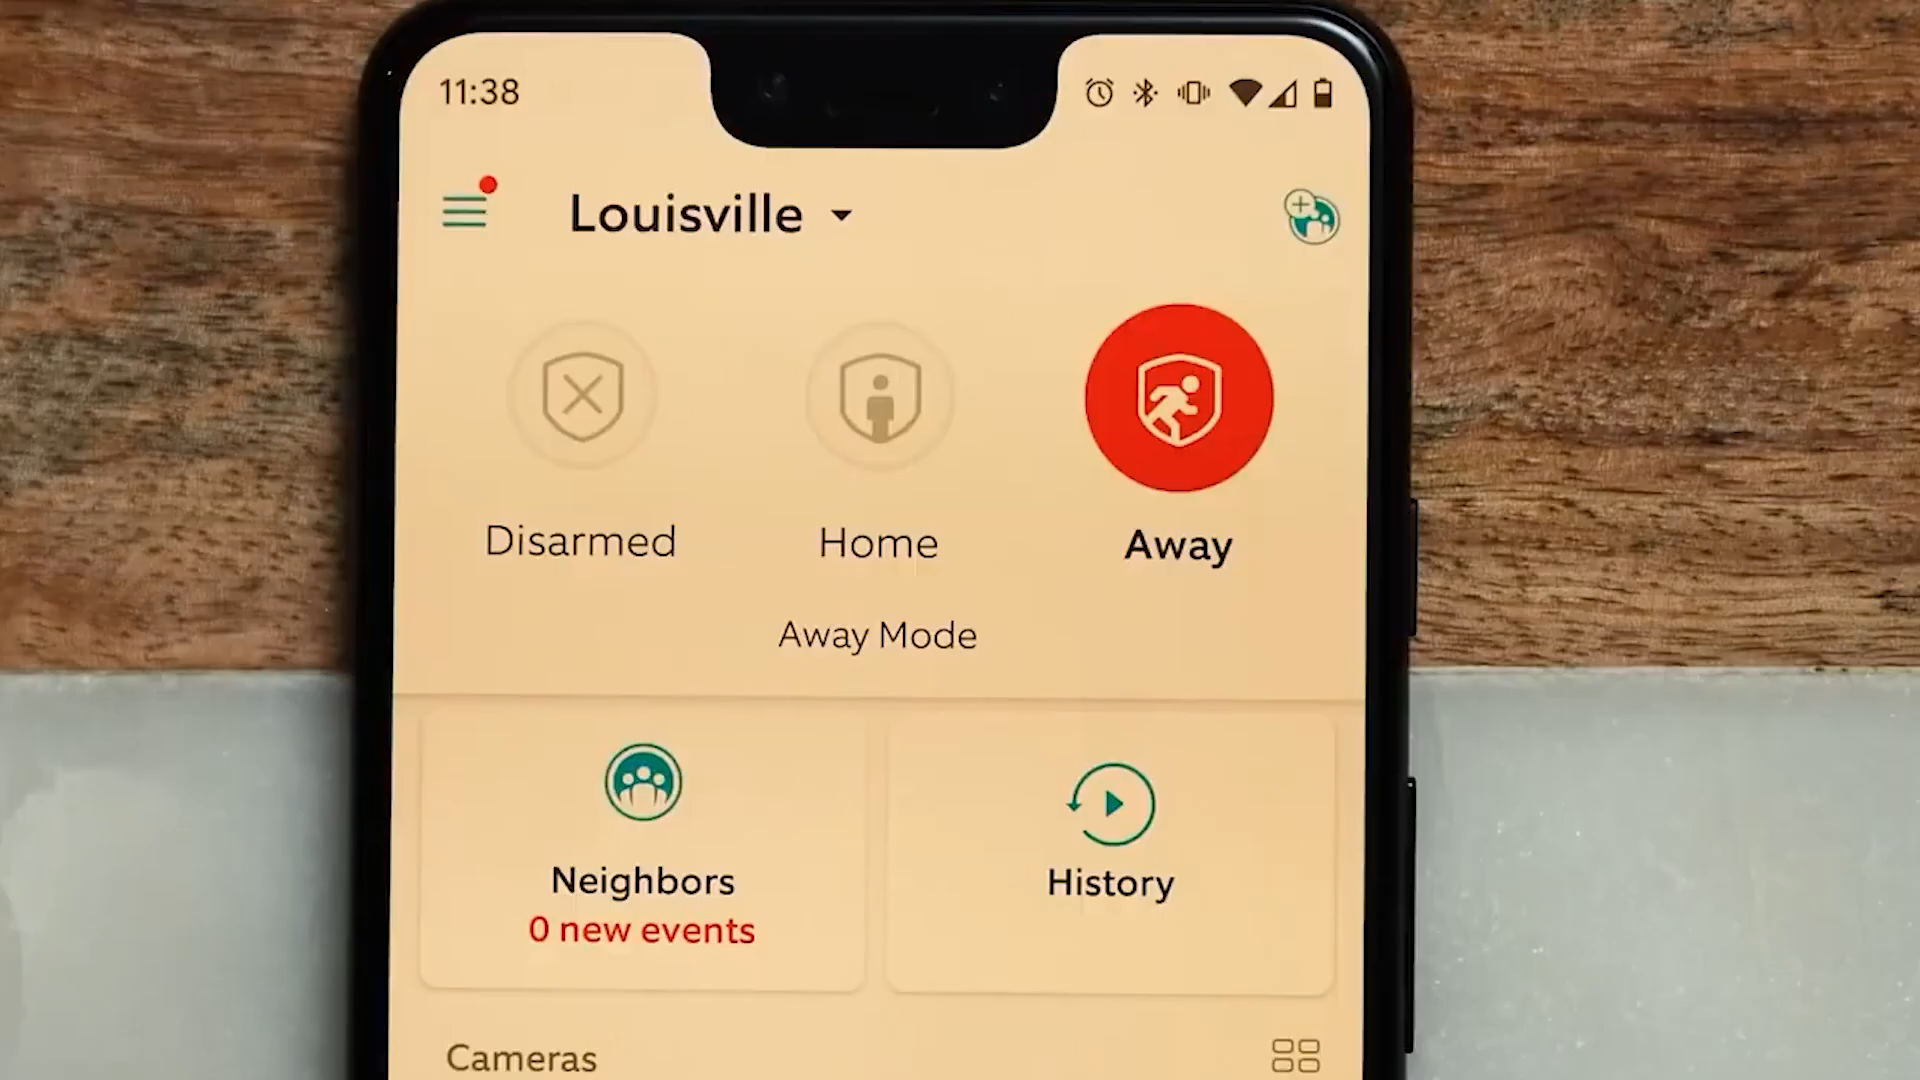 11:38
Louisville
Disarmed
Home
Away
Away Mode
Neighbors
0 new events
History
Cameras